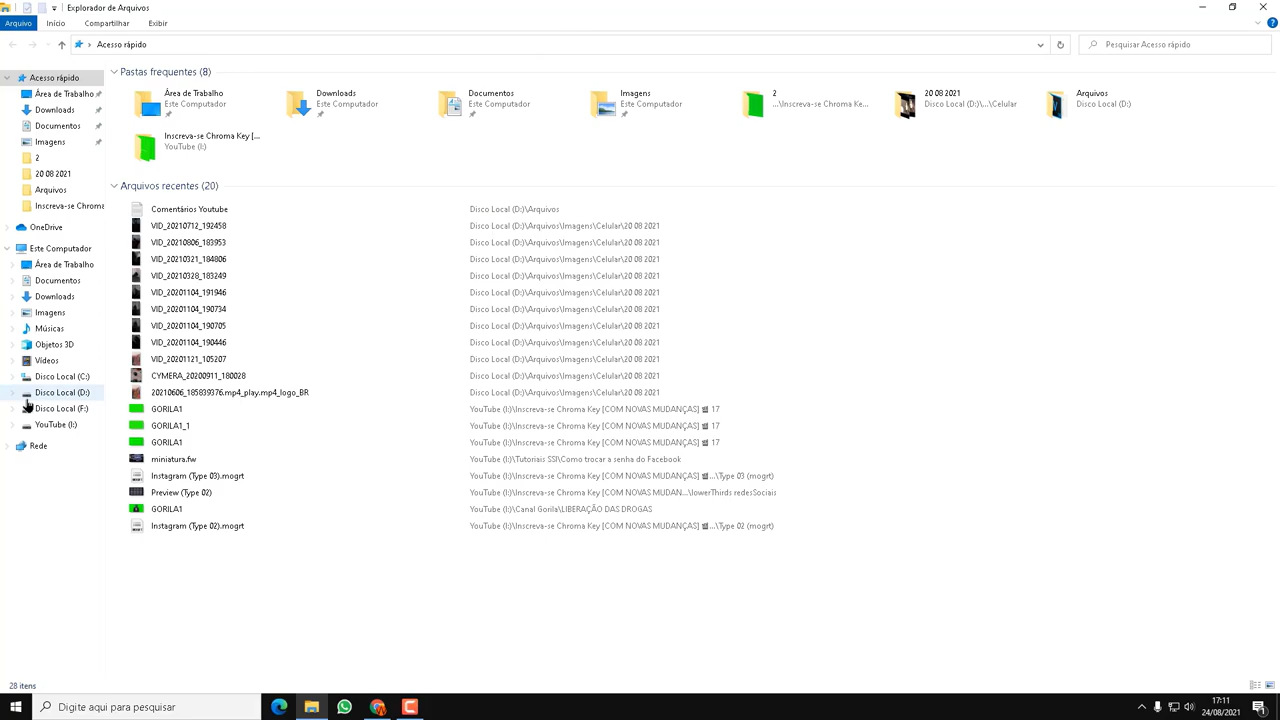 Explorador de Arquivos
Arquivo Início Compartilhar Exibir
Acesso rápido
Pesquisar Acesso rápido
Acesso rápido
Área de Trabalho
Downloads
Documentos
Imagens
2
20 08 2021
Arquivos
Inscreva-se Chroma
OneDrive
Este Computador
Área de Trabalho
Documentos
Downloads
Imagens
Músicas
Objetos 3D
Vídeos
Disco Local (C:)
Disco Local (D:)
Disco Local (F:)
YouTube (I:)
Rede
Pastas frequentes (8)
Área de Trabalho
Este Computador
Downloads
Este Computador
Documentos
Este Computador
Imagens
Este Computador
2
...\Inscreva-se Chroma Ke...
20 08 2021
Disco Local (D:)\...\Celular
Arquivos
Disco Local (D:)
Inscreva-se Chroma Key [...
YouTube (I:)
Arquivos recentes (20)
Comentários Youtube Disco Local (D:)\Arquivos
VID_20210712_192458 Disco Local (D:)\Arquivos\Imagens\Celular\20 08 2021
VID_20210806_183953 Disco Local (D:)\Arquivos\Imagens\Celular\20 08 2021
VID_20210321_184806 Disco Local (D:)\Arquivos\Imagens\Celular\20 08 2021
VID_20210328_183249 Disco Local (D:)\Arquivos\Imagens\Celular\20 08 2021
VID_20201104_191946 Disco Local (D:)\Arquivos\Imagens\Celular\20 08 2021
VID_20201104_190734 Disco Local (D:)\Arquivos\Imagens\Celular\20 08 2021
VID_20201104_190705 Disco Local (D:)\Arquivos\Imagens\Celular\20 08 2021
VID_20201104_190446 Disco Local (D:)\Arquivos\Imagens\Celular\20 08 2021
VID_20201121_105207 Disco Local (D:)\Arquivos\Imagens\Celular\20 08 2021
CYMERA_20200911_180028 Disco Local (D:)\Arquivos\Imagens\Celular\20 08 2021
20210606_185839376.mp4_play.mp4_logo_BR Disco Local (D:)\Arquivos\Imagens\Celular\20 08 2021
GORILA1 YouTube (I:)\Inscreva-se Chroma Key [COM NOVAS MUDANÇAS] 17
GORILA1_1 YouTube (I:)\Inscreva-se Chroma Key [COM NOVAS MUDANÇAS] 17
GORILA1 YouTube (I:)\Inscreva-se Chroma Key [COM NOVAS MUDANÇAS] 17
miniatura.fw YouTube (I:)\Tutoriais SSI\Como trocar a senha do Facebook
Instagram (Type 03).mogrt YouTube (I:)\Inscreva-se Chroma Key [COM NOVAS MUDANÇAS] ...\Type 03 (mogrt)
Preview (Type 02) YouTube (I:)\Inscreva-se Chroma Key [COM NOVAS MUDAN...\lowerThirds redesSociais
GORILA1 YouTube (I:)\Canal Gorila\LIBERAÇÃO DAS DROGAS
Instagram (Type 02).mogrt YouTube (I:)\Inscreva-se Chroma Key [COM NOVAS MUDANÇAS] ...\Type 02 (mogrt)
28 itens
Digite aqui para pesquisar
17:11
24/08/2021